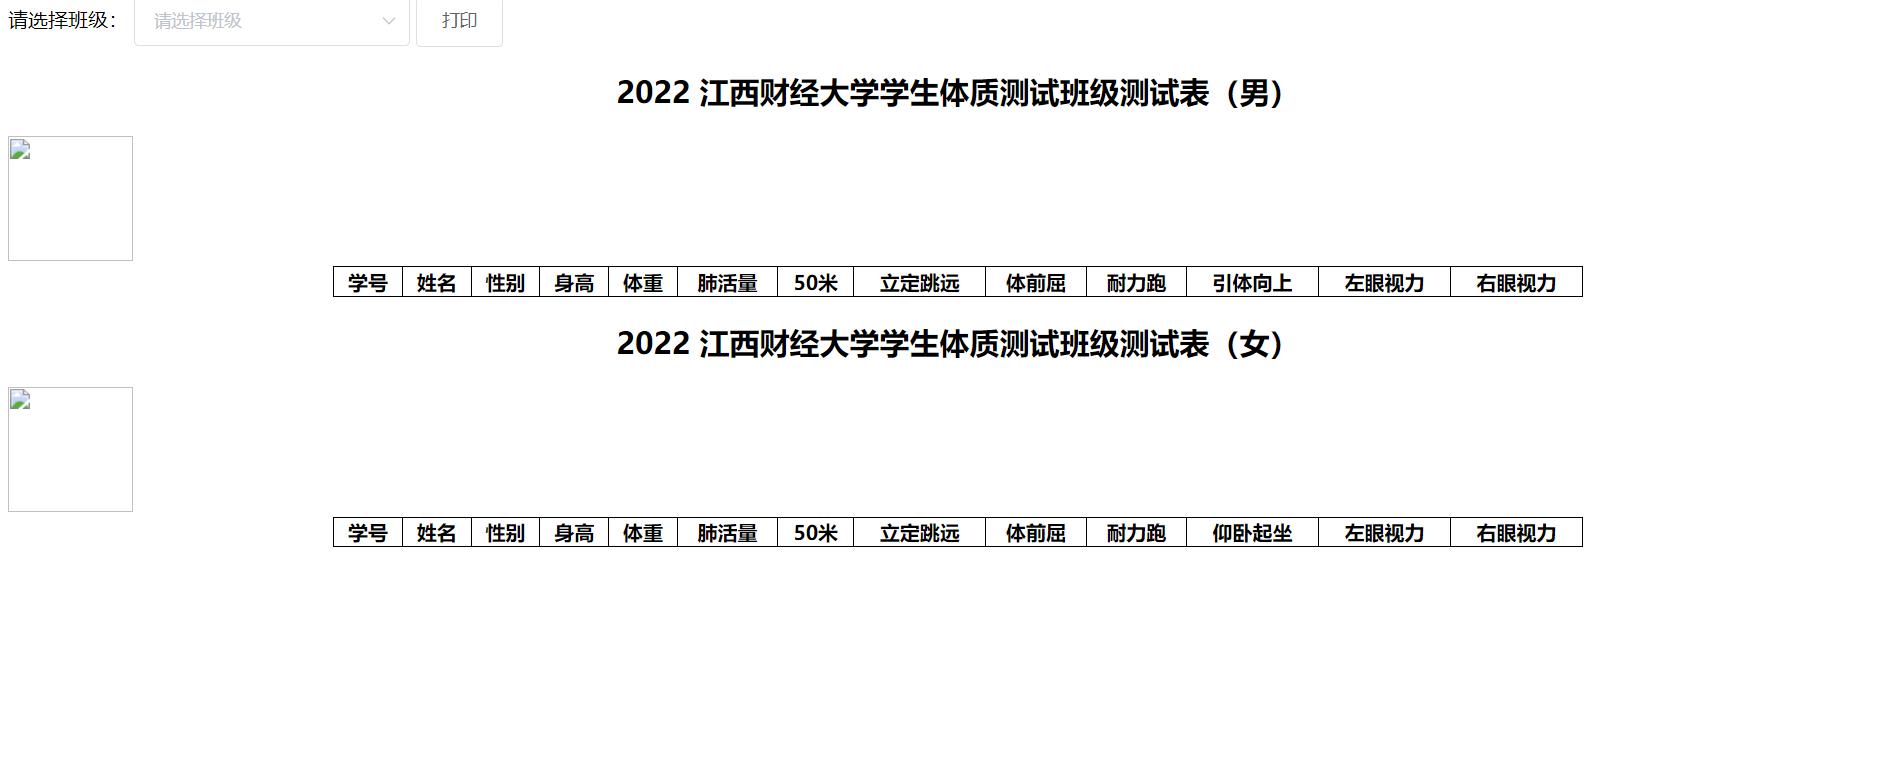 请选择班级： 请选择班级 打印
2022 江西财经大学学生体质测试班级测试表（男）
学号 姓名 性别 身高 体重 肺活量 50米 立定跳远 体前屈 耐力跑 引体向上 左眼视力 右眼视力
2022 江西财经大学学生体质测试班级测试表（女）
学号 姓名 性别 身高 体重 肺活量 50米 立定跳远 体前屈 耐力跑 仰卧起坐 左眼视力 右眼视力